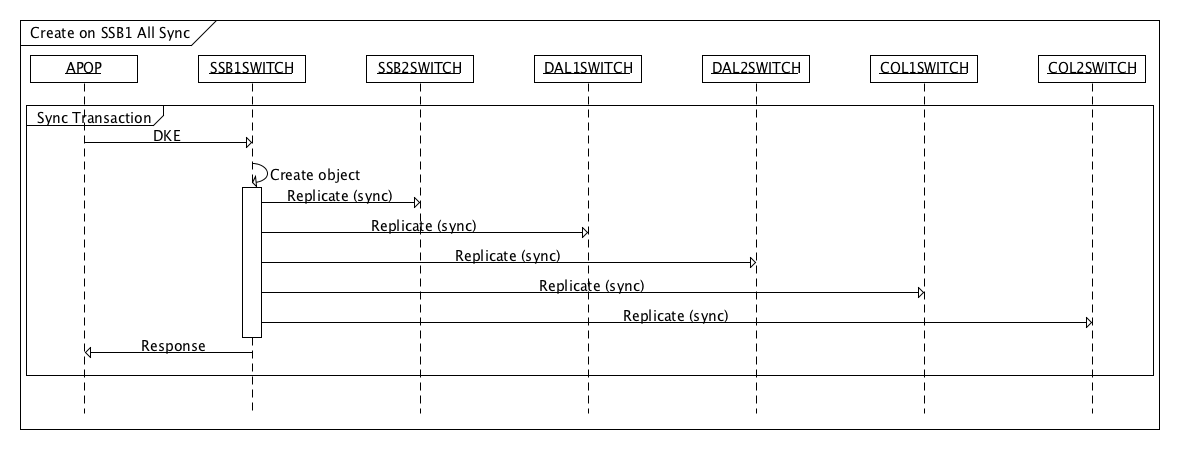 Create on SSB1 All Sync
APOP
SSB1SWITCH
SSB2SWITCH
DAL1SWITCH
DAL2SWITCH
COL1SWITCH
COL2SWITCH
Sync Transaction
DKE
Create object
Replicate (sync)
Replicate (sync)
Replicate (sync)
Replicate (sync)
Replicate (sync)
Response